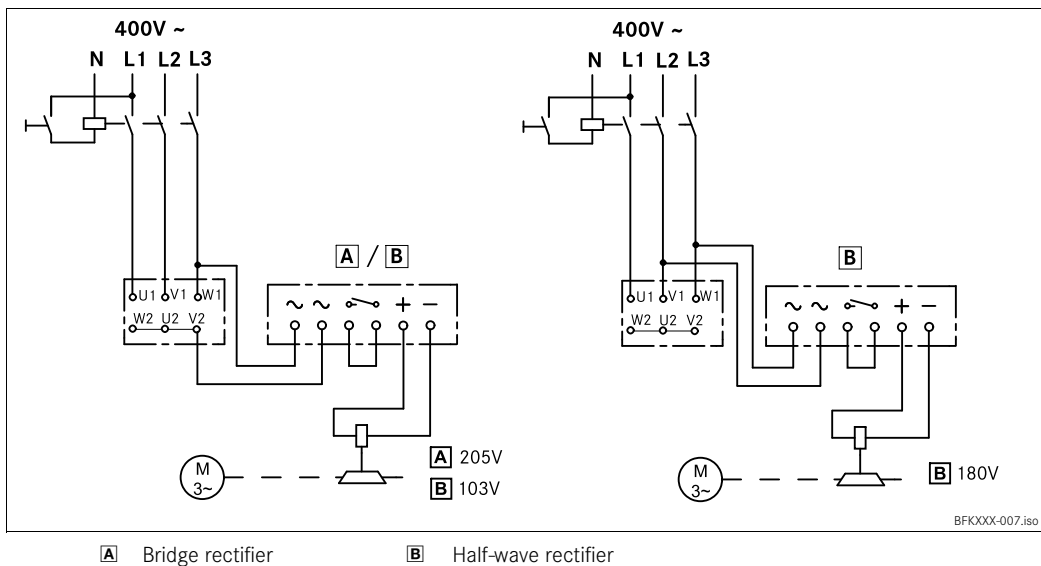 400V ~
N L1 L2 L3
A / B
U1 V1 W1
W2 U2 V2
~ ~ + −
M
3~
A 205V
B 103V
400V ~
N L1 L2 L3
B
U1 V1 W1
W2 U2 V2
~ ~ + −
M
3~
B 180V
BFKXXX-007.iso
A Bridge rectifier B Half-wave rectifier